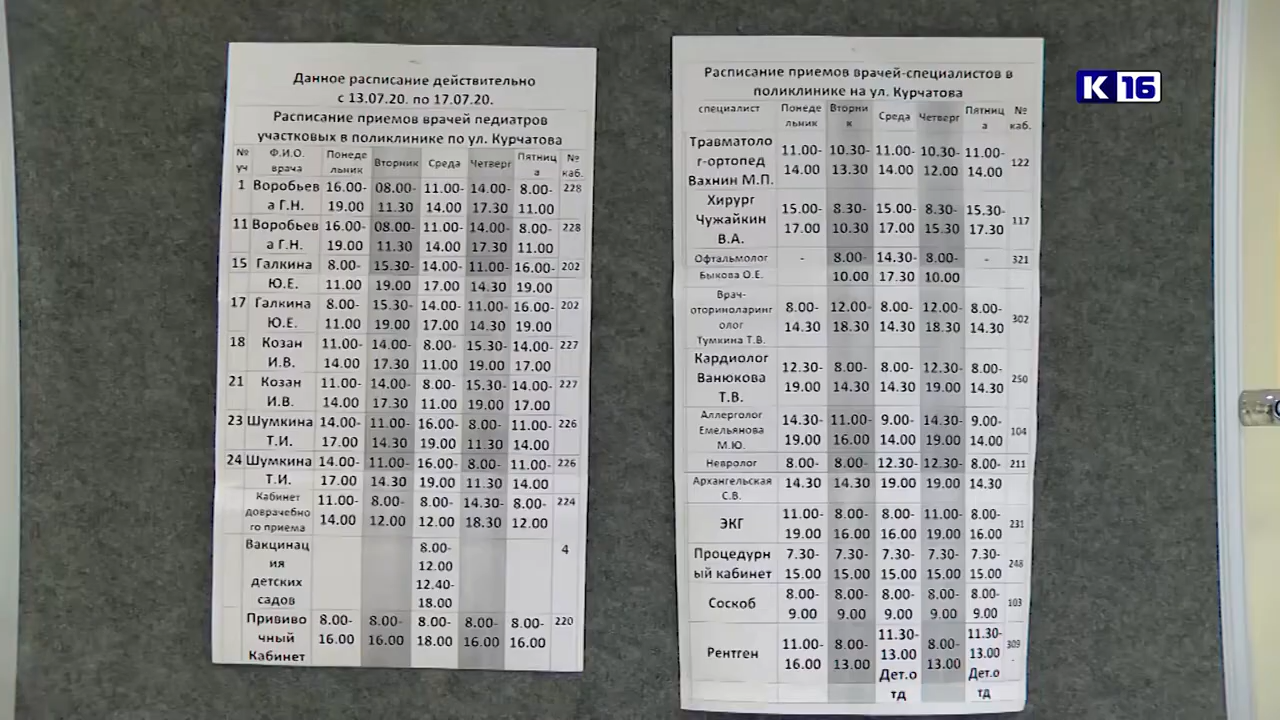 Данное расписание действительно
с 13.07.20. по 17.07.20.
Расписание приемов врачей педиатров
участковых в поликлинике по ул. Курчатова
№ уч Ф.И.О. врача Понеде льник Вторник Среда Четверг Пятниц а № каб.
1 Воробьев 16.00- 08.00- 11.00- 14.00- 8.00- 228
а Г.Н. 19.00 11.30 14.00 17.30 11.00
11 Воробьев 16.00- 08.00- 11.00- 14.00- 8.00- 228
а Г.Н. 19.00 11.30 14.00 17.30 11.00
15 Галкина 8.00- 15.30- 14.00- 11.00- 16.00- 202
Ю.Е. 11.00 19.00 17.00 14.30 19.00
17 Галкина 8.00- 15.30- 14.00- 11.00- 16.00- 202
Ю.Е. 11.00 19.00 17.00 14.30 19.00
18 Козан 11.00- 14.00- 8.00- 15.30- 14.00- 227
И.В. 14.00 17.30 11.00 19.00 17.00
21 Козан 11.00- 14.00- 8.00- 15.30- 14.00- 227
И.В. 14.00 17.30 11.00 19.00 17.00
23 Шумкина 14.00- 11.00- 16.00- 8.00- 11.00- 226
Т.И. 17.00 14.30 19.00 11.30 14.00
24 Шумкина 14.00- 11.00- 16.00- 8.00- 11.00- 226
Т.И. 17.00 14.30 19.00 11.30 14.00
Кабинет 11.00- 8.00- 8.00- 14.30- 8.00- 224
доврачебно
го приема 14.00 12.00 12.00 18.30 12.00
Вакцинац 8.00- 4
ия 12.00
детских 12.40-
садов 18.00
Прививо 8.00- 8.00- 8.00- 8.00- 8.00- 220
чный 16.00 16.00 18.00 16.00 16.00
Кабинет
Расписание приемов врачей-специалистов в
поликлинике на ул. Курчатова
специалист Понеде льник Вторни к Среда Четверг Пятниц а № каб.
Травматоло 11.00- 10.30- 11.00- 10.30- 11.00-
г-ортопед 14.00 13.30 14.00 12.00 14.00 122
Вахнин М.П.
Хирург 15.00- 8.30- 15.00- 8.30- 15.30-
Чужайкин 17.00 10.30 17.00 15.30 17.30 117
В.А.
Офтальмолог - 8.00- 14.30- 8.00- - 321
Быкова О.Е. 10.00 17.30 10.00
Врач-
оториноларинг 8.00- 12.00- 8.00- 12.00- 8.00- 302
олог 14.30 18.30 14.30 18.30 14.30
Тумкина Т.В.
Кардиолог 12.30- 8.00- 8.00- 12.30- 8.00-
Ванюкова 19.00 14.30 14.30 19.00 14.30 250
Т.В.
Аллерголог 14.30- 11.00- 9.00- 14.30- 9.00-
Емельянова 19.00 16.00 14.00 19.00 14.00 104
М.Ю.
Невролог 8.00- 8.00- 12.30- 12.30- 8.00- 211
Архангельская 14.30 14.30 19.00 19.00 14.30
С.В.
ЭКГ 11.00- 8.00- 8.00- 11.00- 8.00- 231
19.00 16.00 16.00 19.00 16.00
Процедурн 7.30- 7.30- 7.30- 7.30- 7.30- 248
ый кабинет 15.00 15.00 15.00 15.00 15.00
Соскоб 8.00- 8.00- 8.00- 8.00- 8.00- 103
9.00 9.00 9.00 9.00 9.00
Рентген 11.00- 8.00- 11.30- 8.00- 11.30- 309
16.00 13.00 13.00 13.00 13.00 -
Дет.о Дет.о
тд тд
К 16